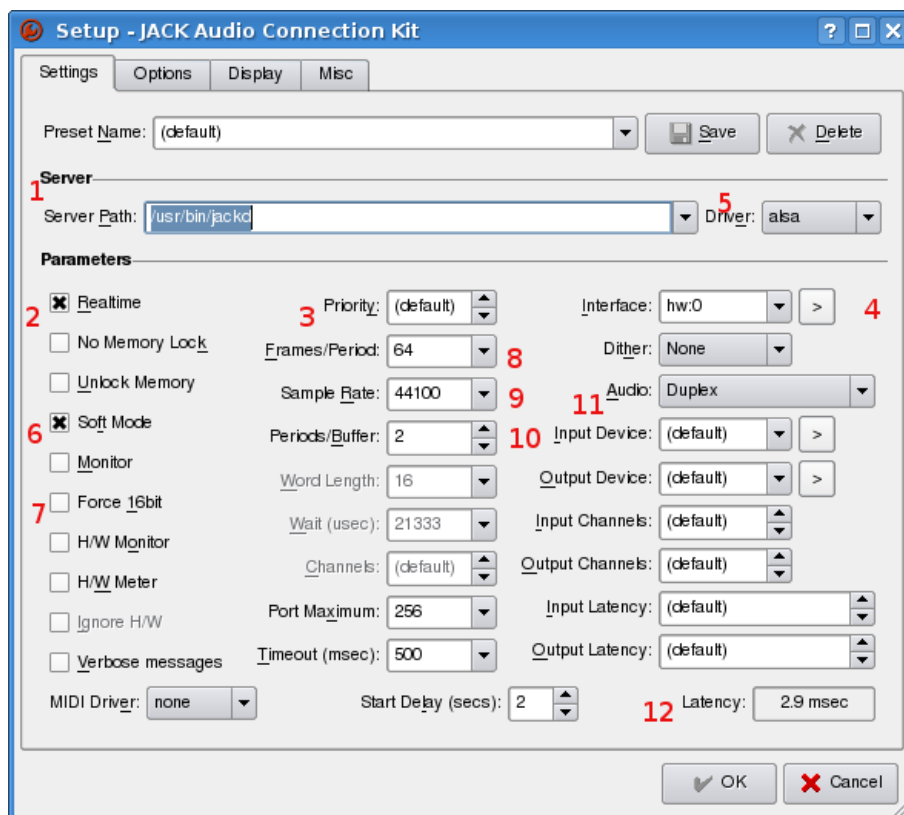 Setup - JACK Audio Connection Kit
Settings Options Display Misc
Preset Name: (default) Save Delete
Server
1
Server Path: /usr/bin/jackd 5 Driver: alsa
Parameters
2 Realtime 3 Priority: (default) Interface: hw:0 > 4
No Memory Lock Frames/Period: 64 8 Dither: None
Unlock Memory Sample Rate: 44100 9 11 Audio: Duplex
6 Soft Mode Periods/Buffer: 2 10 Input Device: (default) >
Monitor Word Length: 16 Output Device: (default) >
7 Force 16bit Wait (usec): 21333 Input Channels: (default)
H/W Monitor Channels: (default) Output Channels: (default)
H/W Meter Port Maximum: 256 Input Latency: (default)
Ignore H/W Timeout (msec): 500 Output Latency: (default)
Verbose messages
MIDI Driver: none Start Delay (secs): 2 12 Latency: 2.9 msec
OK Cancel